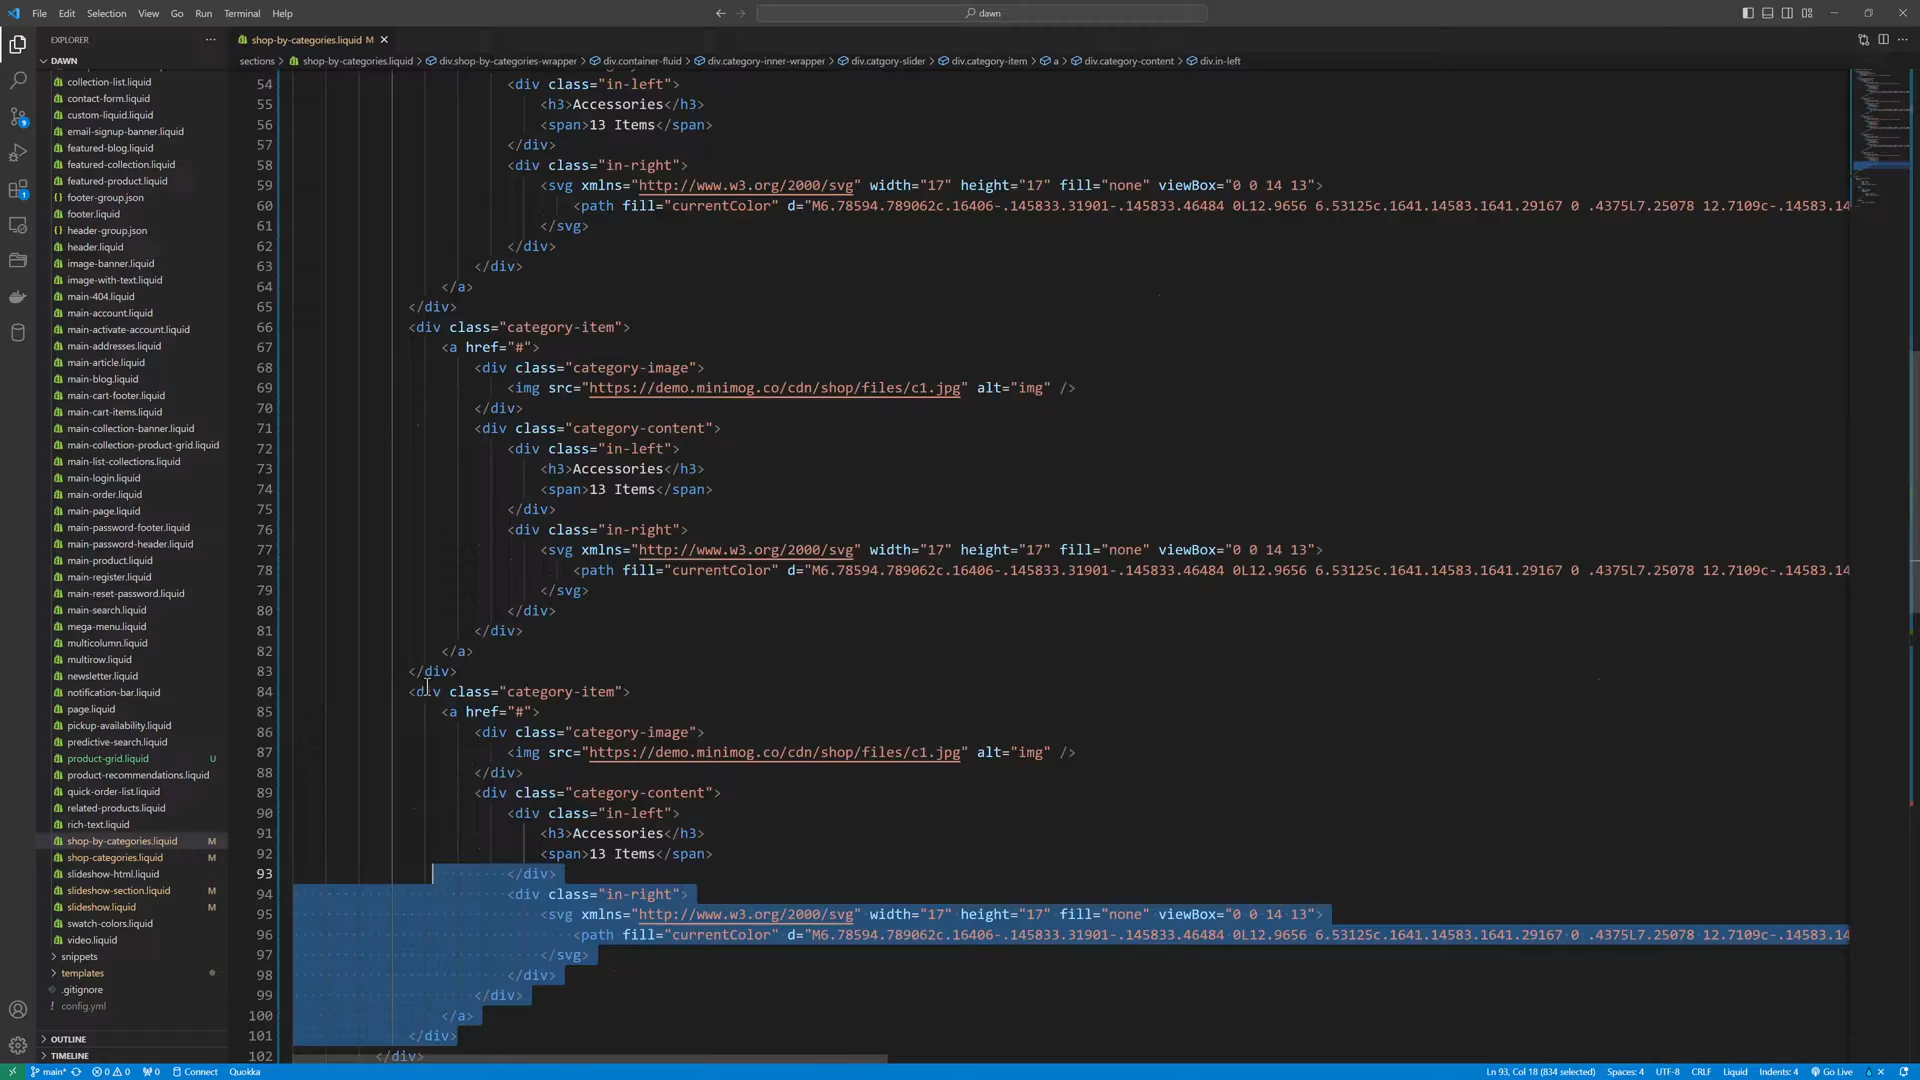 File Edit Selection View Go Run Terminal Help
dawn
EXPLORER
shop-by-categories.liquid M
DAWN
sections > shop-by-categories.liquid > div.shop-by-categories-wrapper > div.container-fluid > div.category-inner-wrapper > div.catgory-slider > div.category-item > a > div.category-content > div.in-left
collection-list.liquid
contact-form.liquid
custom-liquid.liquid
email-signup-banner.liquid
featured-blog.liquid
featured-collection.liquid
featured-product.liquid
footer-group.json
footer.liquid
header-group.json
header.liquid
image-banner.liquid
image-with-text.liquid
main-404.liquid
main-account.liquid
main-activate-account.liquid
main-addresses.liquid
main-article.liquid
main-blog.liquid
main-cart-footer.liquid
main-cart-items.liquid
main-collection-banner.liquid
main-collection-product-grid.liquid
main-list-collections.liquid
main-login.liquid
main-order.liquid
main-page.liquid
main-password-footer.liquid
main-password-header.liquid
main-product.liquid
main-register.liquid
main-reset-password.liquid
main-search.liquid
mega-menu.liquid
multicolumn.liquid
multirow.liquid
newsletter.liquid
notification-bar.liquid
page.liquid
pickup-availability.liquid
predictive-search.liquid
product-grid.liquid U
product-recommendations.liquid
quick-order-list.liquid
related-products.liquid
rich-text.liquid
shop-by-categories.liquid M
shop-categories.liquid M
slideshow-html.liquid
slideshow-section.liquid M
slideshow.liquid M
swatch-colors.liquid
video.liquid
snippets
templates
.gitignore
config.yml
OUTLINE
TIMELINE
54 <div class="in-left">
55 <h3>Accessories</h3>
56 <span>13 Items</span>
57 </div>
58 <div class="in-right">
59 <svg xmlns="http://www.w3.org/2000/svg" width="17" height="17" fill="none" viewBox="0 0 14 13">
60 <path fill="currentColor" d="M6.78594.789062c.16406-.145833.31901-.145833.46484 0L12.9656 6.53125c.1641.14583.1641.29167 0 .4375L7.25078 12.7109c-.14583.14
61 </svg>
62 </div>
63 </div>
64 </a>
65 </div>
66 <div class="category-item">
67 <a href="#">
68 <div class="category-image">
69 <img src="https://demo.minimog.co/cdn/shop/files/c1.jpg" alt="img" />
70 </div>
71 <div class="category-content">
72 <div class="in-left">
73 <h3>Accessories</h3>
74 <span>13 Items</span>
75 </div>
76 <div class="in-right">
77 <svg xmlns="http://www.w3.org/2000/svg" width="17" height="17" fill="none" viewBox="0 0 14 13">
78 <path fill="currentColor" d="M6.78594.789062c.16406-.145833.31901-.145833.46484 0L12.9656 6.53125c.1641.14583.1641.29167 0 .4375L7.25078 12.7109c-.14583.14
79 </svg>
80 </div>
81 </div>
82 </a>
83 </div>
84 <div class="category-item">
85 <a href="#">
86 <div class="category-image">
87 <img src="https://demo.minimog.co/cdn/shop/files/c1.jpg" alt="img" />
88 </div>
89 <div class="category-content">
90 <div class="in-left">
91 <h3>Accessories</h3>
92 <span>13 Items</span>
93 </div>
94 <div class="in-right">
95 <svg xmlns="http://www.w3.org/2000/svg" width="17" height="17" fill="none" viewBox="0 0 14 13">
96 <path fill="currentColor" d="M6.78594.789062c.16406-.145833.31901-.145833.46484 0L12.9656 6.53125c.1641.14583.1641.29167 0 .4375L7.25078 12.7109c-.14583.14
97 </svg>
98 </div>
99 </div>
100 </a>
101 </div>
102 </div>
main* 0 0 0 Connect Quokka
Ln 93, Col 18 (834 selected) Spaces: 4 UTF-8 CRLF Liquid Indents: 4 Go Live